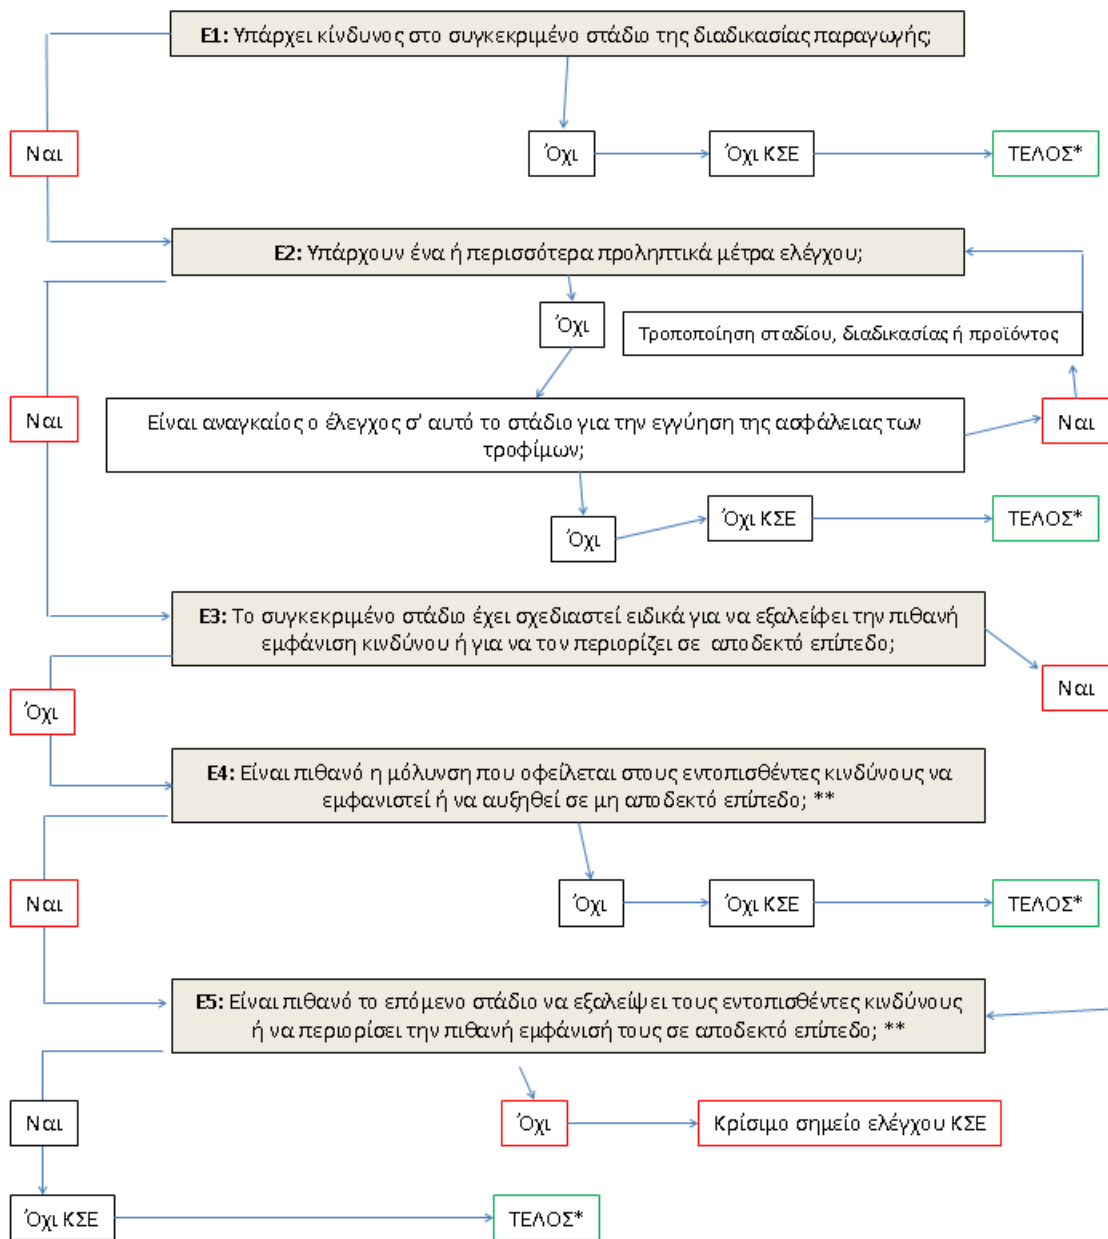 Ε1: Υπάρχει κίνδυνος στο συγκεκριμένο στάδιο της διαδικασίας παραγωγής;
Ναι
Όχι
Όχι ΚΣΕ
ΤΕΛΟΣ*
Ε2: Υπάρχουν ένα ή περισσότερα προληπτικά μέτρα ελέγχου;
Όχι
Τροποποίηση σταδίου, διαδικασίας ή προϊόντος
Ναι
Είναι αναγκαίος ο έλεγχος σ' αυτό το στάδιο για την εγγύηση της ασφάλειας των
τροφίμων;
Ναι
Όχι
Όχι ΚΣΕ
ΤΕΛΟΣ*
Ε3: Το συγκεκριμένο στάδιο έχει σχεδιαστεί ειδικά για να εξαλείφει την πιθανή
εμφάνιση κινδύνου ή για να τον περιορίζει σε αποδεκτό επίπεδο;
Όχι
Ναι
Ε4: Είναι πιθανό η μόλυνση που οφείλεται στους εντοπισθέντες κινδύνους να
εμφανιστεί ή να αυξηθεί σε μη αποδεκτό επίπεδο; **
Ναι
Όχι
Όχι ΚΣΕ
ΤΕΛΟΣ*
Ε5: Είναι πιθανό το επόμενο στάδιο να εξαλείψει τους εντοπισθέντες κινδύνους
ή να περιορίσει την πιθανή εμφάνισή τους σε αποδεκτό επίπεδο; **
Ναι
Όχι
Κρίσιμο σημείο ελέγχου ΚΣΕ
Όχι ΚΣΕ
ΤΕΛΟΣ*